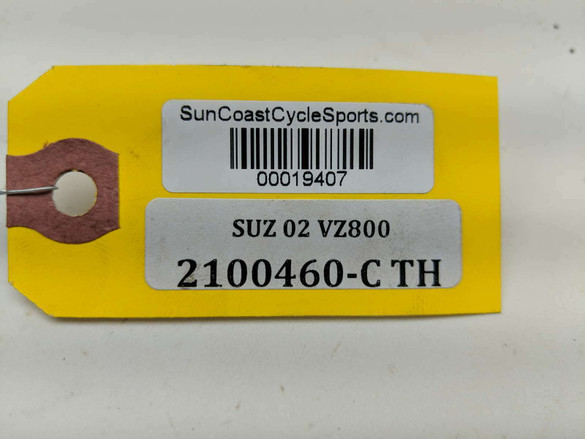 SunCoastCycleSports.com
00019407
SUZ 02 VZ800
2100460-C TH